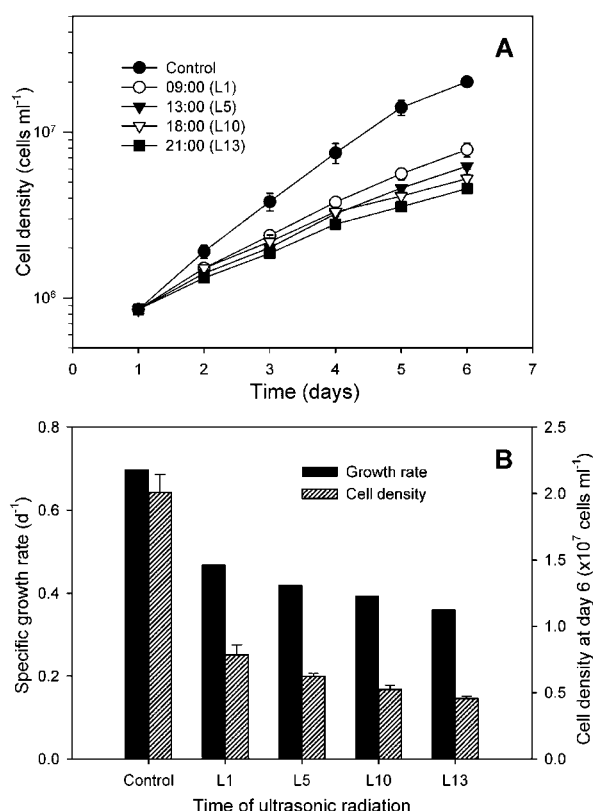 A
Control
09:00 (L1)
13:00 (L5)
18:00 (L10)
21:00 (L13)
Cell density (cells ml⁻¹)
10⁷
10⁶
0 1 2 3 4 5 6 7
Time (days)
B
Growth rate
Cell density
Specific growth rate (d⁻¹)
0.8
0.6
0.4
0.2
0.0
Cell density at day 6 (x10⁷ cells ml⁻¹)
2.5
2.0
1.5
1.0
0.5
0.0
Control L1 L5 L10 L13
Time of ultrasonic radiation